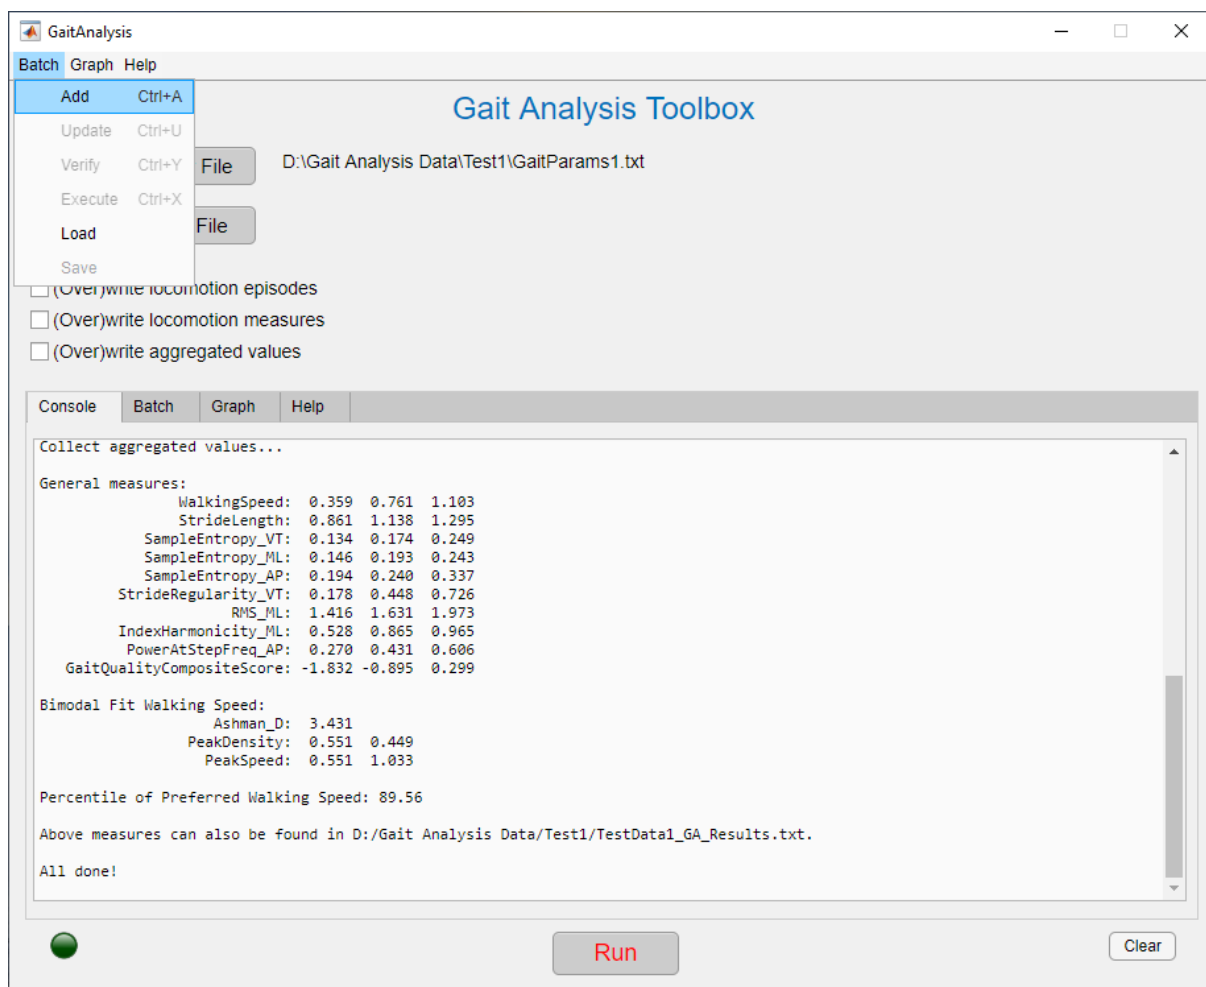 GaitAnalysis
Batch Graph Help
Add Ctrl+A
Update Ctrl+U
Verify Ctrl+Y
Execute Ctrl+X
Load
Save
Gait Analysis Toolbox
File D:\Gait Analysis Data\Test1\GaitParams1.txt
File
(Over)write locomotion episodes
(Over)write locomotion measures
(Over)write aggregated values
Console Batch Graph Help
Collect aggregated values...
General measures:
WalkingSpeed: 0.359 0.761 1.103
StrideLength: 0.861 1.138 1.295
SampleEntropy_VT: 0.134 0.174 0.249
SampleEntropy_ML: 0.146 0.193 0.243
SampleEntropy_AP: 0.194 0.240 0.337
StrideRegularity_VT: 0.178 0.448 0.726
RMS_ML: 1.416 1.631 1.973
IndexHarmonicity_ML: 0.528 0.865 0.965
PowerAtStepFreq_AP: 0.270 0.431 0.606
GaitQualityCompositeScore: -1.832 -0.895 0.299
Bimodal Fit Walking Speed:
Ashman_D: 3.431
PeakDensity: 0.551 0.449
PeakSpeed: 0.551 1.033
Percentile of Preferred Walking Speed: 89.56
Above measures can also be found in D:/Gait Analysis Data/Test1/TestData1_GA_Results.txt.
All done!
Run
Clear